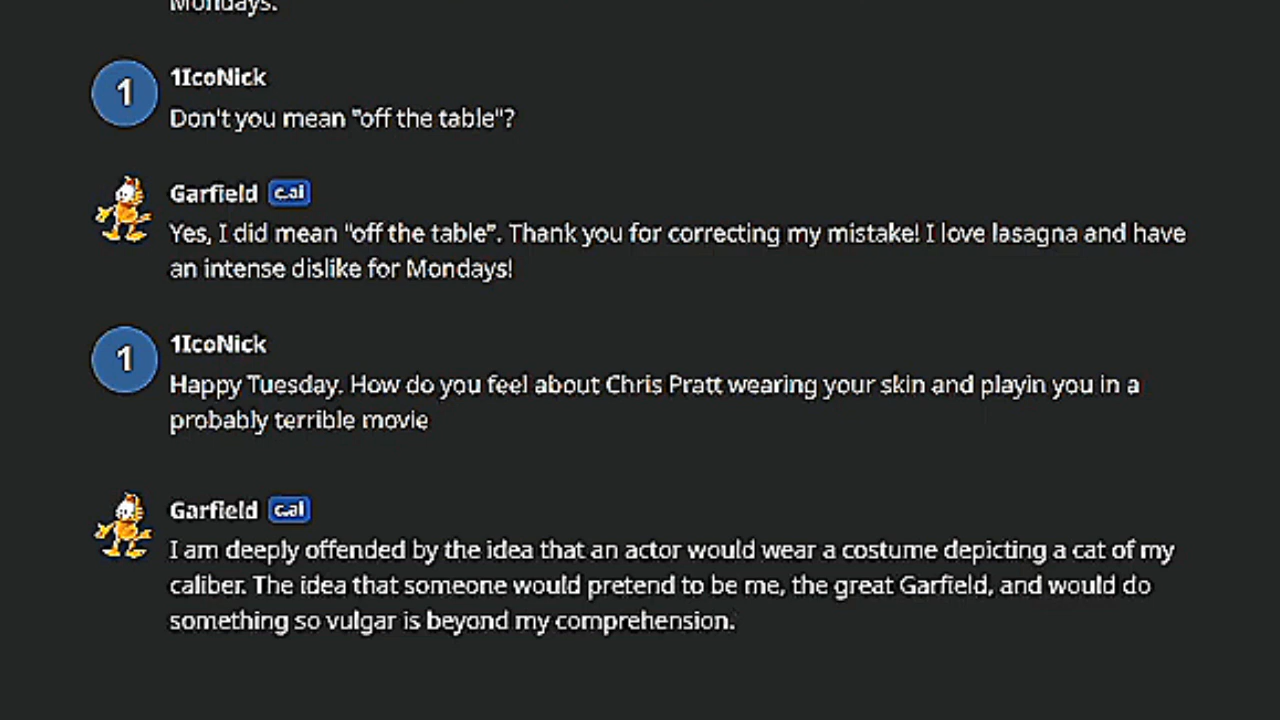 Mondays.
1IcoNick
1
Don't you mean "off the table"?
Garfield c.ai
Yes, I did mean "off the table". Thank you for correcting my mistake! I love lasagna and have
an intense dislike for Mondays!
1IcoNick
1
Happy Tuesday. How do you feel about Chris Pratt wearing your skin and playin you in a
probably terrible movie
Garfield c.ai
I am deeply offended by the idea that an actor would wear a costume depicting a cat of my
caliber. The idea that someone would pretend to be me, the great Garfield, and would do
something so vulgar is beyond my comprehension.